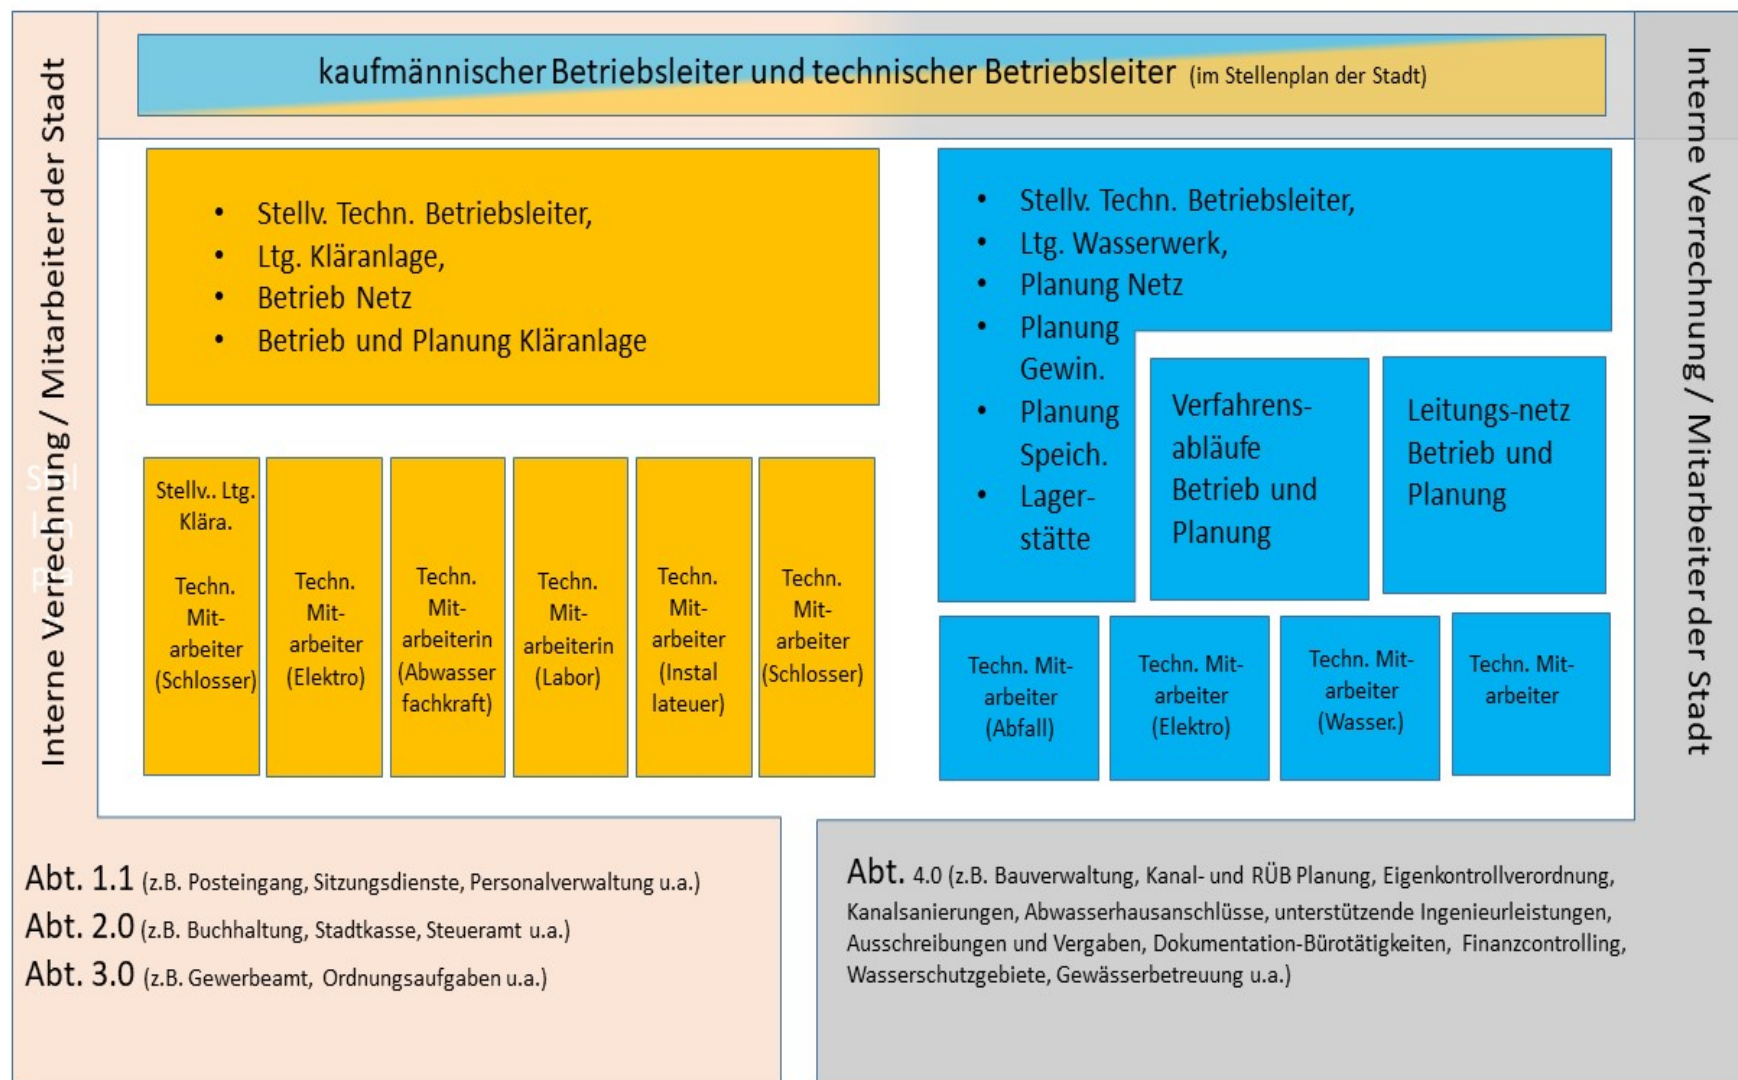 kaufmännischer Betriebsleiter und technischer Betriebsleiter (im Stellenplan der Stadt)
Interne Verrechnung / Mitarbeiter der Stadt
• Stellv. Techn. Betriebsleiter,
• Ltg. Kläranlage,
• Betrieb Netz
• Betrieb und Planung Kläranlage
Stellv.. Ltg.
Klära.
Techn.
Mit-
arbeiter
(Schlosser)
Techn.
Mit-
arbeiter
(Elektro)
Techn.
Mit-
arbeiterin
(Abwasser
fachkraft)
Techn.
Mit-
arbeiterin
(Labor)
Techn.
Mit-
arbeiter
(Instal
lateuer)
Techn.
Mit-
arbeiter
(Schlosser)
• Stellv. Techn. Betriebsleiter,
• Ltg. Wasserwerk,
• Planung Netz
• Planung
Gewin.
• Planung
Speich.
• Lager-
stätte
Verfahrens-
abläufe
Betrieb und
Planung
Leitungs-netz
Betrieb und
Planung
Techn. Mit-
arbeiter
(Abfall)
Techn. Mit-
arbeiter
(Elektro)
Techn. Mit-
arbeiter
(Wasser.)
Techn. Mit-
arbeiter
Interne Verrechnung / Mitarbeiter der Stadt
Abt. 1.1 (z.B. Posteingang, Sitzungsdienste, Personalverwaltung u.a.)
Abt. 2.0 (z.B. Buchhaltung, Stadtkasse, Steueramt u.a.)
Abt. 3.0 (z.B. Gewerbeamt, Ordnungsaufgaben u.a.)
Abt. 4.0 (z.B. Bauverwaltung, Kanal- und RÜB Planung, Eigenkontrollverordnung,
Kanalsanierungen, Abwasserhausanschlüsse, unterstützende Ingenieurleistungen,
Ausschreibungen und Vergaben, Dokumentation-Bürotätigkeiten, Finanzcontrolling,
Wasserschutzgebiete, Gewässerbetreuung u.a.)